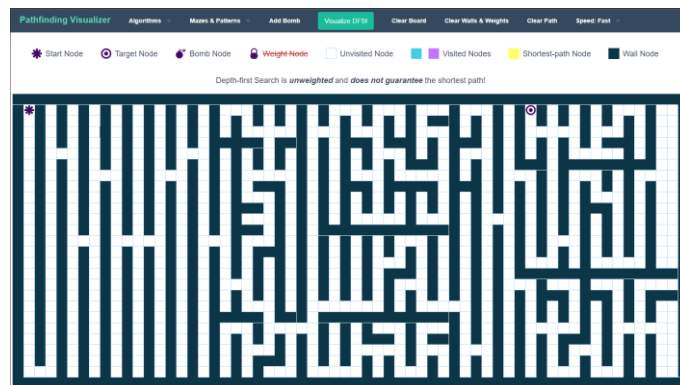 Pathfinding Visualizer Algorithms Mazes & Patterns Add Bomb Visualize DFS! Clear Board Clear Walls & Weights Clear Path Speed: Fast
Start Node Target Node Bomb Node Weight Node Unvisited Node Visited Nodes Shortest-path Node Wall Node
Depth-first Search is unweighted and does not guarantee the shortest path!